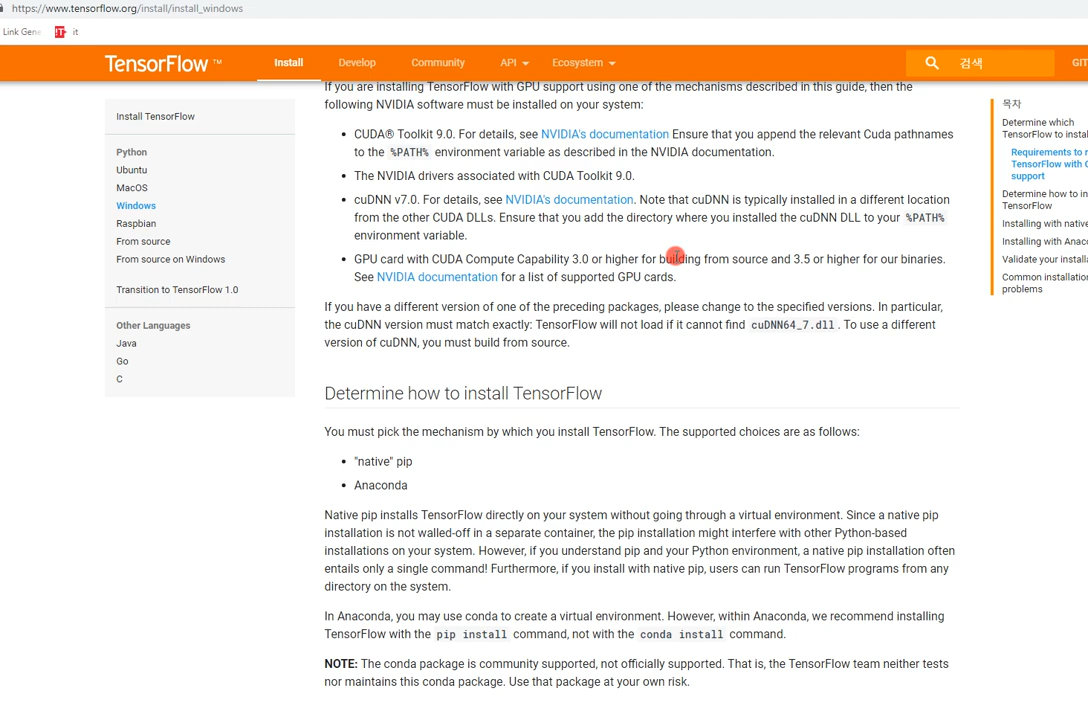 https://www.tensorflow.org/install/install_windows
Link Gene
it
TensorFlow ™
Install
Develop
Community
API
Ecosystem
검색
GIT
Install TensorFlow
Python
Ubuntu
MacOS
Windows
Raspbian
From source
From source on Windows
Transition to TensorFlow 1.0
Other Languages
Java
Go
C
If you are installing TensorFlow with GPU support using one of the mechanisms described in this guide, then the
following NVIDIA software must be installed on your system:
• CUDA® Toolkit 9.0. For details, see NVIDIA's documentation Ensure that you append the relevant Cuda pathnames
to the %PATH% environment variable as described in the NVIDIA documentation.
• The NVIDIA drivers associated with CUDA Toolkit 9.0.
• cuDNN v7.0. For details, see NVIDIA's documentation. Note that cuDNN is typically installed in a different location
from the other CUDA DLLs. Ensure that you add the directory where you installed the cuDNN DLL to your %PATH%
environment variable.
• GPU card with CUDA Compute Capability 3.0 or higher for building from source and 3.5 or higher for our binaries.
See NVIDIA documentation for a list of supported GPU cards.
If you have a different version of one of the preceding packages, please change to the specified versions. In particular,
the cuDNN version must match exactly: TensorFlow will not load if it cannot find cuDNN64_7.dll. To use a different
version of cuDNN, you must build from source.
Determine how to install TensorFlow
You must pick the mechanism by which you install TensorFlow. The supported choices are as follows:
• "native" pip
• Anaconda
Native pip installs TensorFlow directly on your system without going through a virtual environment. Since a native pip
installation is not walled-off in a separate container, the pip installation might interfere with other Python-based
installations on your system. However, if you understand pip and your Python environment, a native pip installation often
entails only a single command! Furthermore, if you install with native pip, users can run TensorFlow programs from any
directory on the system.
In Anaconda, you may use conda to create a virtual environment. However, within Anaconda, we recommend installing
TensorFlow with the pip install command, not with the conda install command.
NOTE: The conda package is community supported, not officially supported. That is, the TensorFlow team neither tests
nor maintains this conda package. Use that package at your own risk.
목차
Determine which
TensorFlow to instal
Requirements to r
TensorFlow with G
support
Determine how to in
TensorFlow
Installing with native
Installing with Anaco
Validate your installa
Common installatio
problems